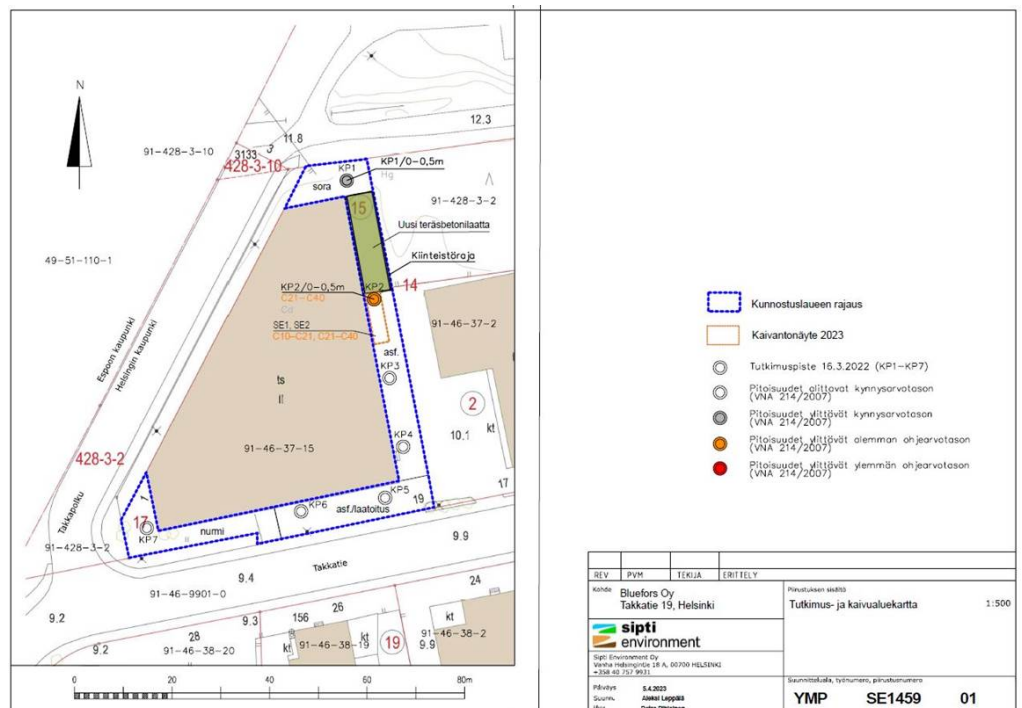 N
12.3
11.8
3
3133
91-428-3-10
428-3-10
KP1
KP1/0-0,5m
Hg
sora
91-428-3-2
15
Uusi teräsbetonilaatta
49-51-110-1
Kiinteistöraja
KP2/0-0,5m
KP2
14
C21-C40
Cd
SE1, SE2
C10-C21, C21-C40
91-46-37-2
asf.
Espoon kaupunki
Helsingin kaupunki
KP3
ts
II
2
KP4
10.1
kt
91-46-37-15
428-3-2
17
KP5
19
KP6
asf./laatoitus
1
17
Takkapolku
KP7
nurmi
91-428-3-2
9.9
Takkatie
9.4
24
91-46-9901-0
26
9.2
9.3
156
kt
28
kt
91-46-38-2
9.2
91-46-38-20
kt
91-46-38-19
19
9.9
0
20
40
60
80m
Kunnostuslaueen rajaus
Kaivantonäyte 2023
Tutkimuspiste 16.3.2022 (KP1-KP7)
Pitoisuudet alittavat kynnysarvotason
(VNA 214/2007)
Pitoisuudet ylittävät kynnysarvotason
(VNA 214/2007)
Pitoisuudet ylittävät alemman ohjearvotason
(VNA 214/2007)
Pitoisuudet ylittävät ylemmän ohjearvotason
(VNA 214/2007)
REV PVM TEKIJA ERITTELY
Kohde
Bluefors Oy
Takkatie 19, Helsinki
Piirustuksen sisältö
Tutkimus- ja kaivualuekartta 1:500
sipti
environment
Sipti Environment Oy
Vanha Helsingintie 18 A, 00700 HELSINKI
+358 40 757 9931
Suunnitteluala, työnumero, piirustusnumero
Päiväys 5.4.2023
Suunn. Aleksi Leppälä
YMP SE1459 01